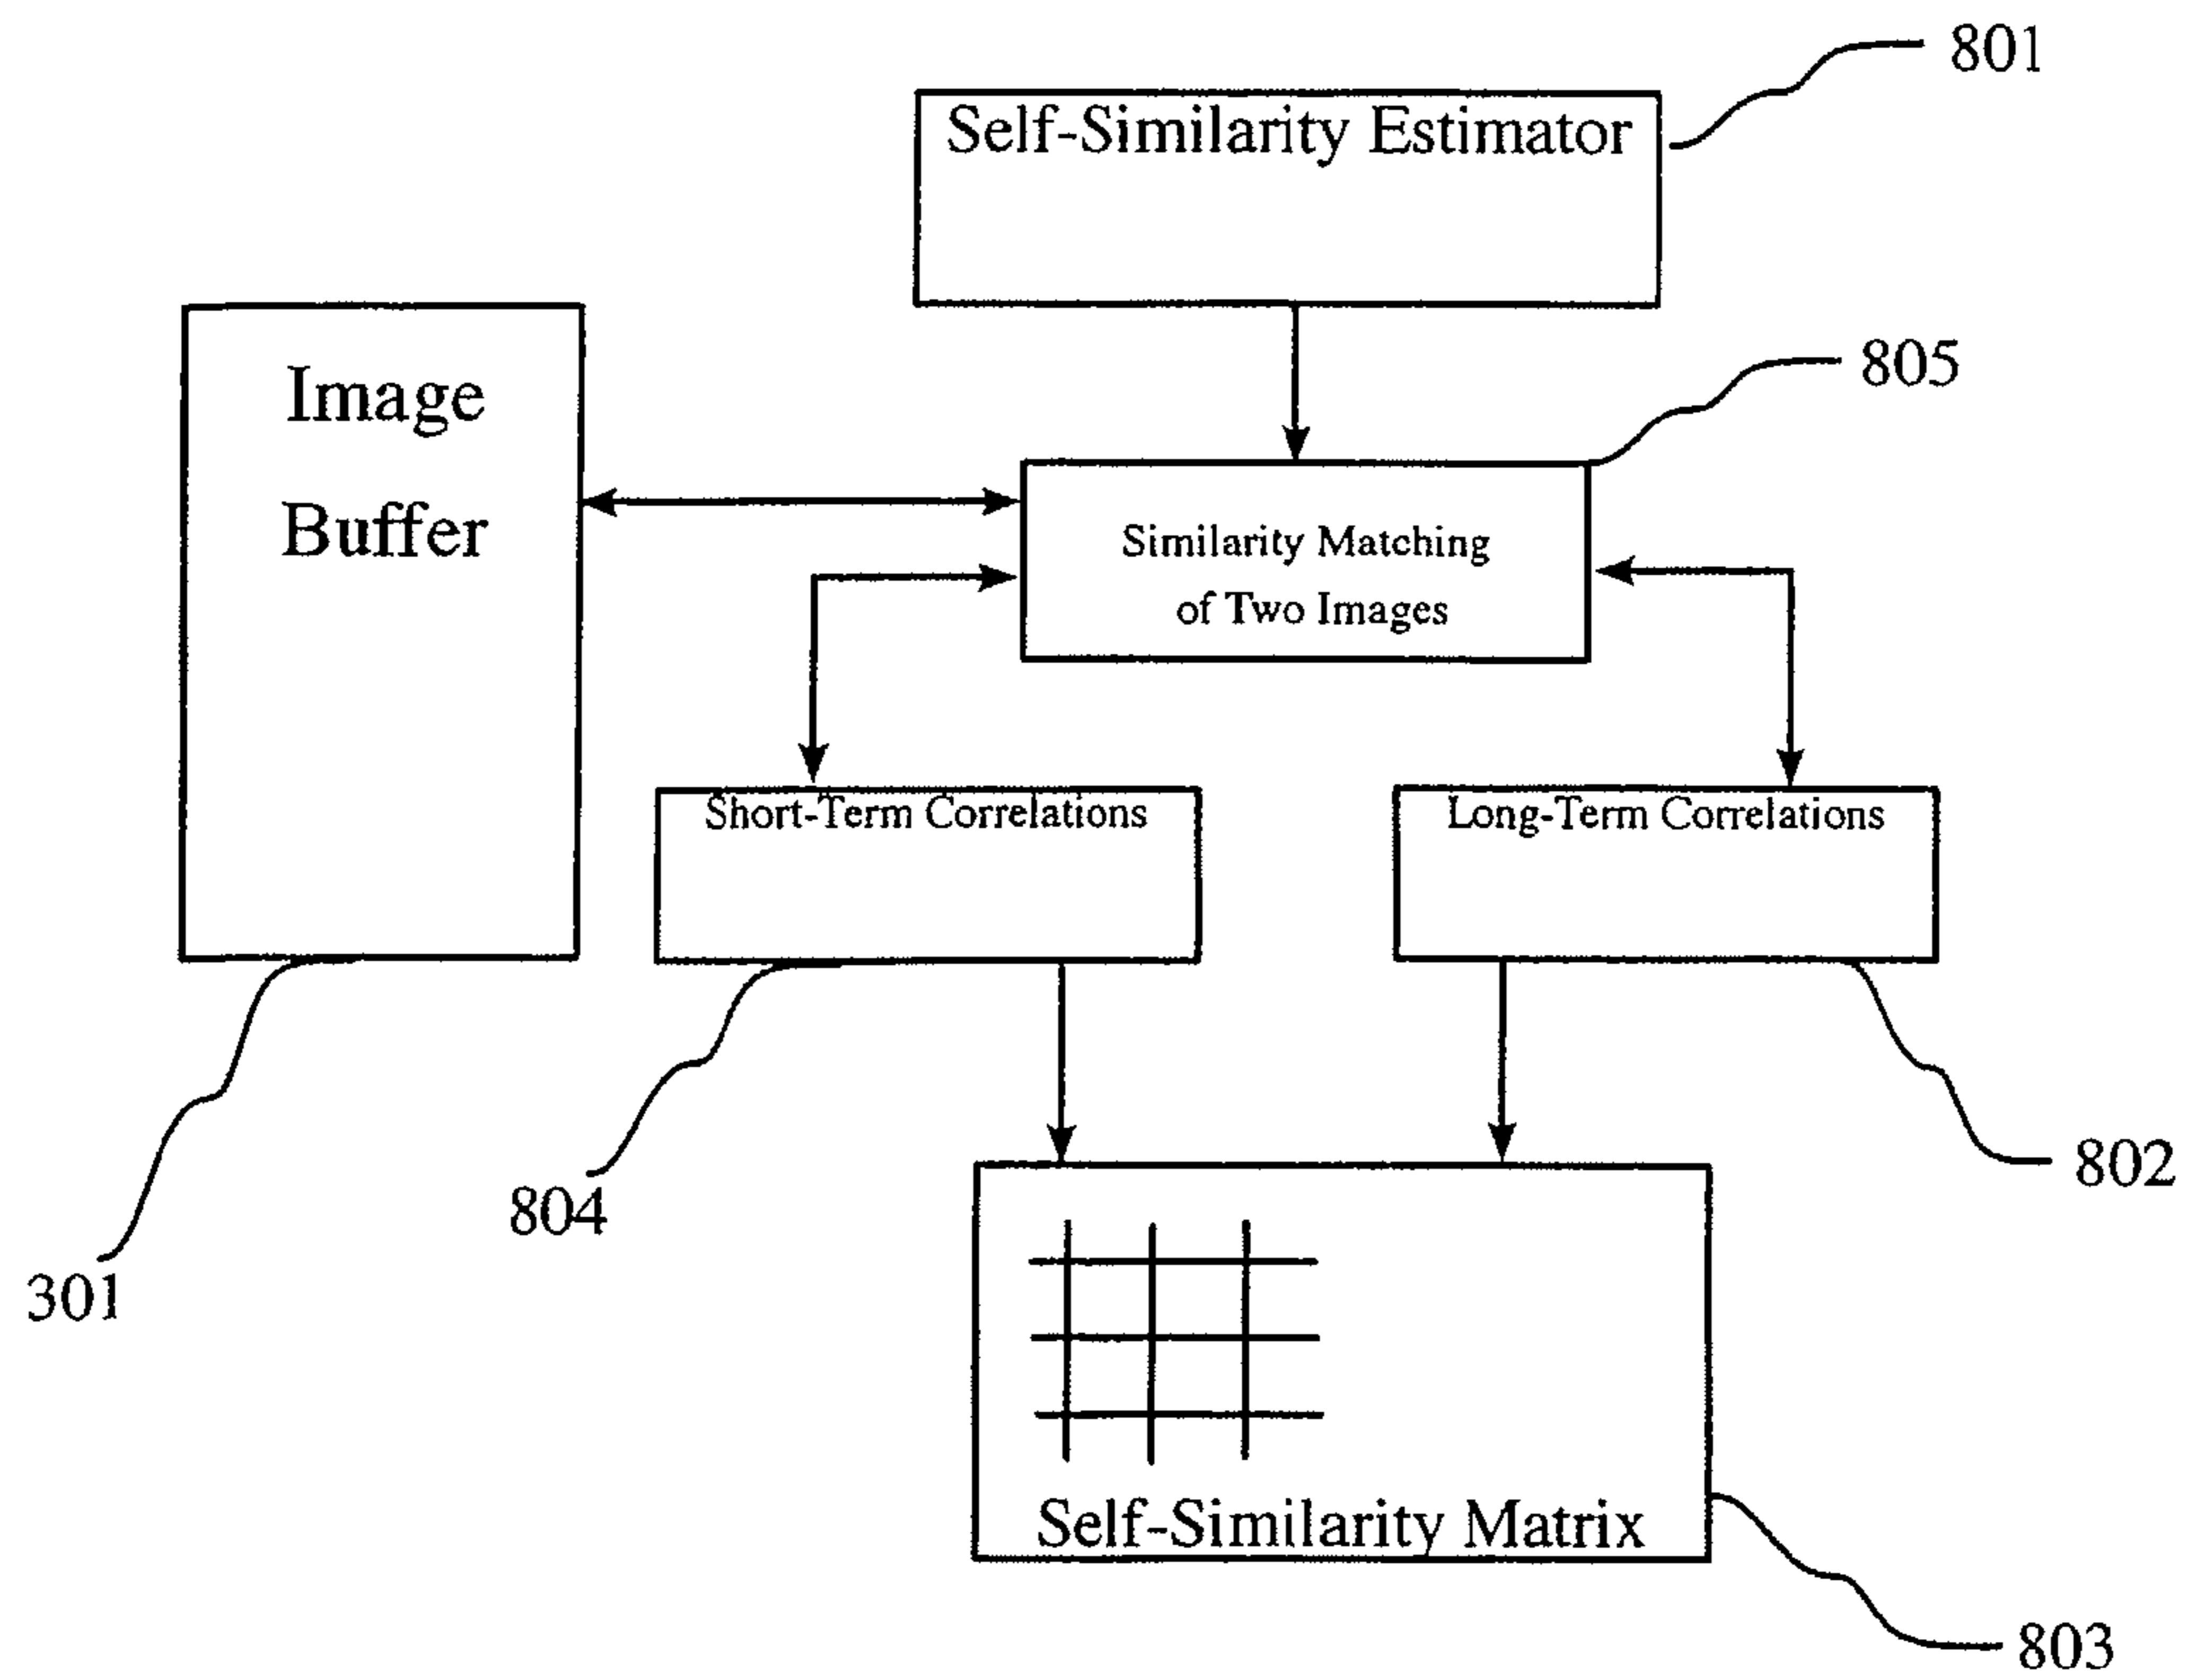 801
Self-Similarity Estimator
805
Image
Buffer
Similarity Matching
of Two Images
Short-Term Correlations
Long-Term Correlations
802
804
301
Self-Similarity Matrix
803